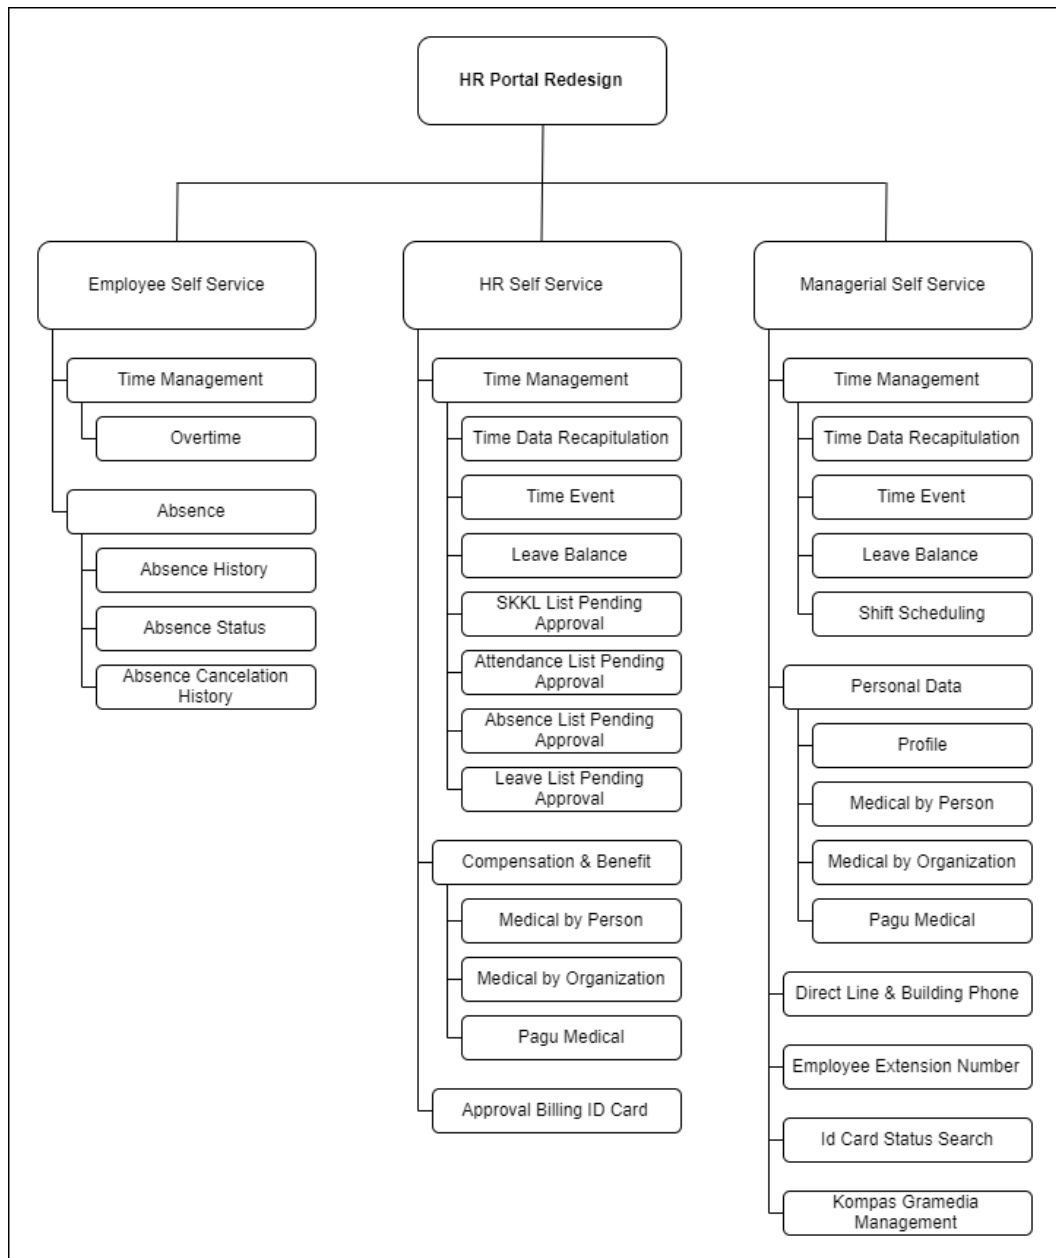 HR Portal Redesign
Employee Self Service
Time Management
Overtime
Absence
Absence History
Absence Status
Absence Cancelation
History
HR Self Service
Time Management
Time Data Recapitulation
Time Event
Leave Balance
SKKL List Pending
Approval
Attendance List Pending
Approval
Absence List Pending
Approval
Leave List Pending
Approval
Compensation & Benefit
Medical by Person
Medical by Organization
Pagu Medical
Approval Billing ID Card
Managerial Self Service
Time Management
Time Data Recapitulation
Time Event
Leave Balance
Shift Scheduling
Personal Data
Profile
Medical by Person
Medical by Organization
Pagu Medical
Direct Line & Building Phone
Employee Extension Number
Id Card Status Search
Kompas Gramedia
Management